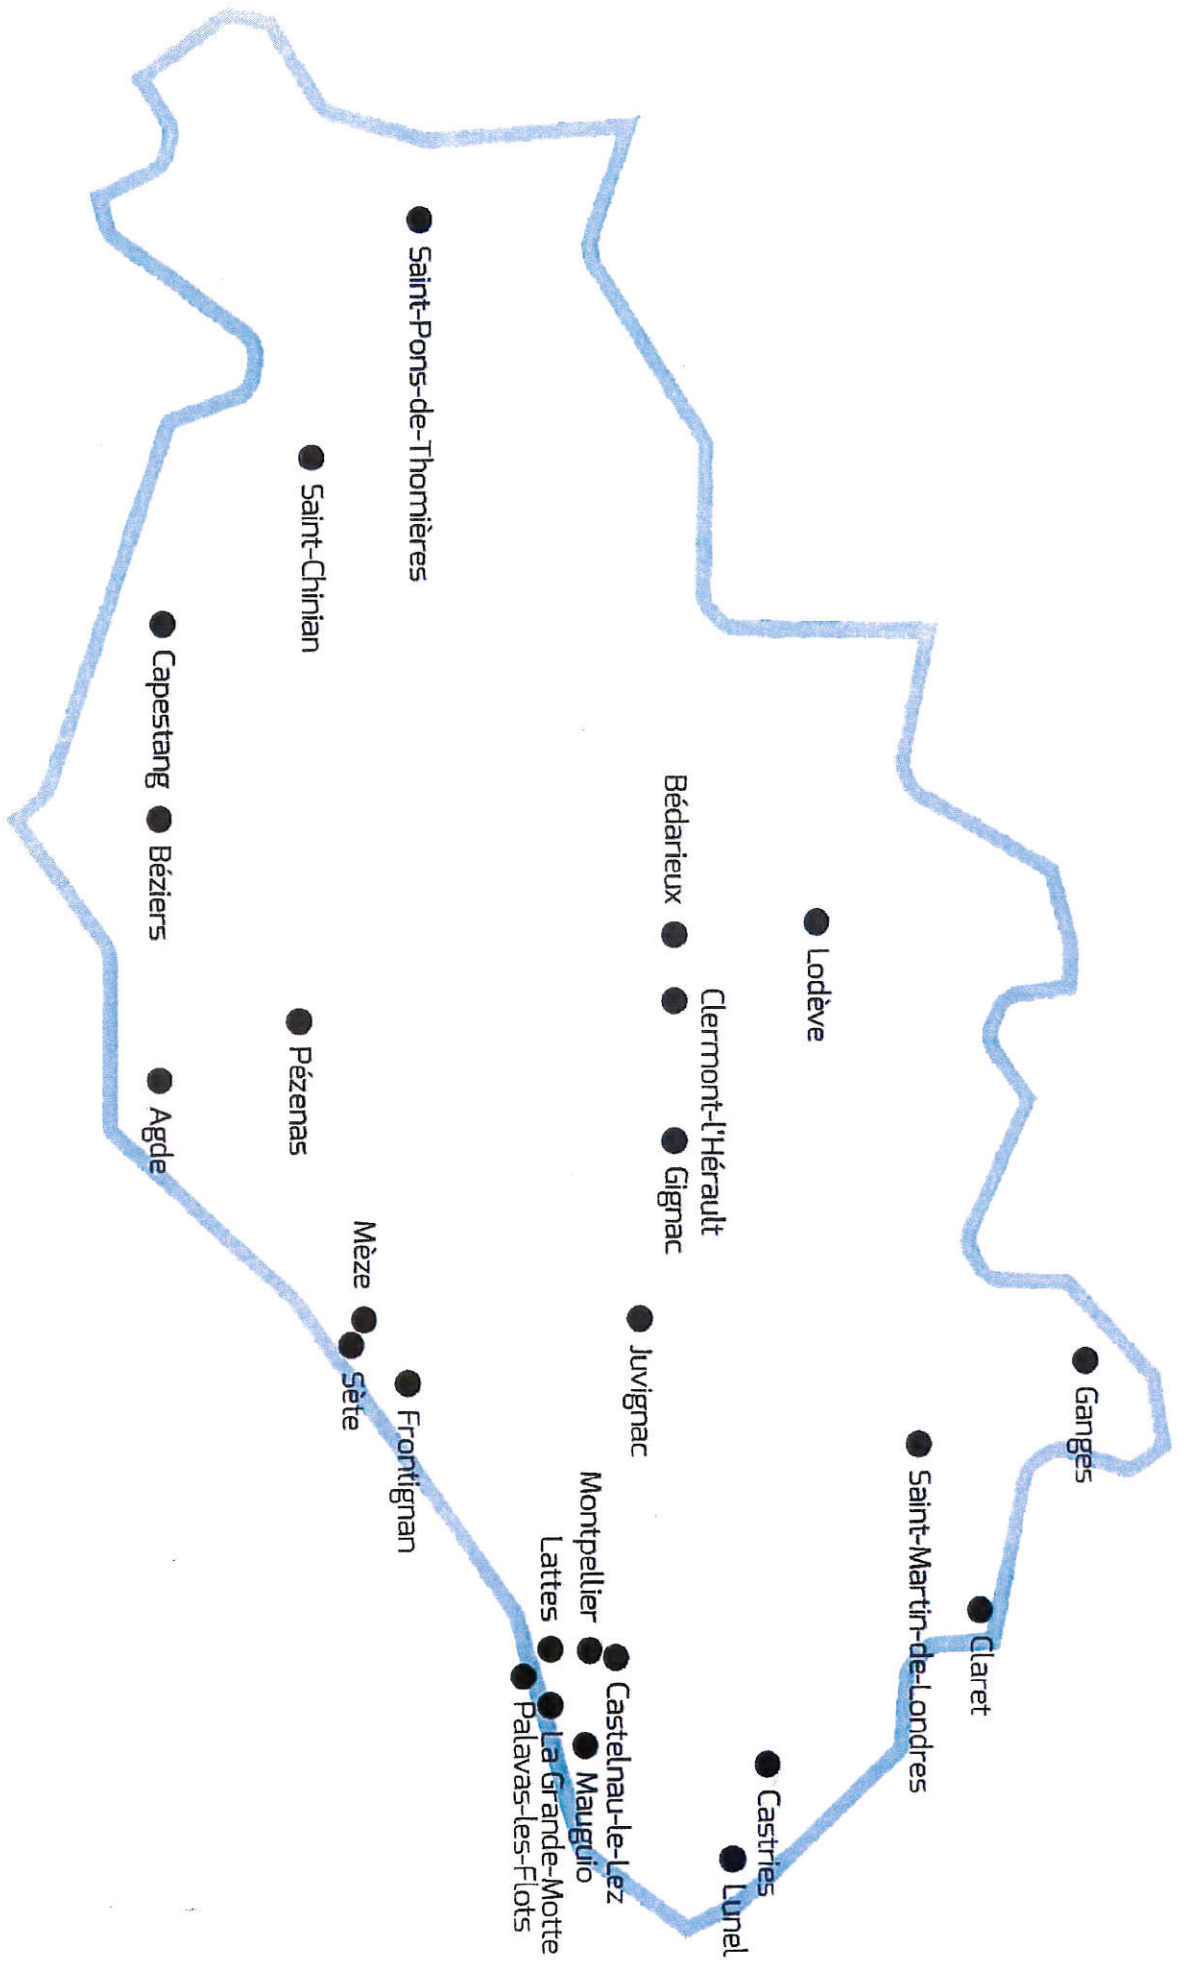 Ganges
Claret
Saint-Martin-de-Londres
Lodève
Castries
Lunel
Clermont-l'Hérault
Bédarieux
Gignac
Juvignac
Castelnau-le-Lez
Montpellier
Mauguio
Lattes
La Grande-Motte
Palavas-les-Flots
Saint-Pons-de-Thomières
Frontignan
Mèze
Sète
Saint-Chinian
Pézenas
Capestang
Béziers
Agde